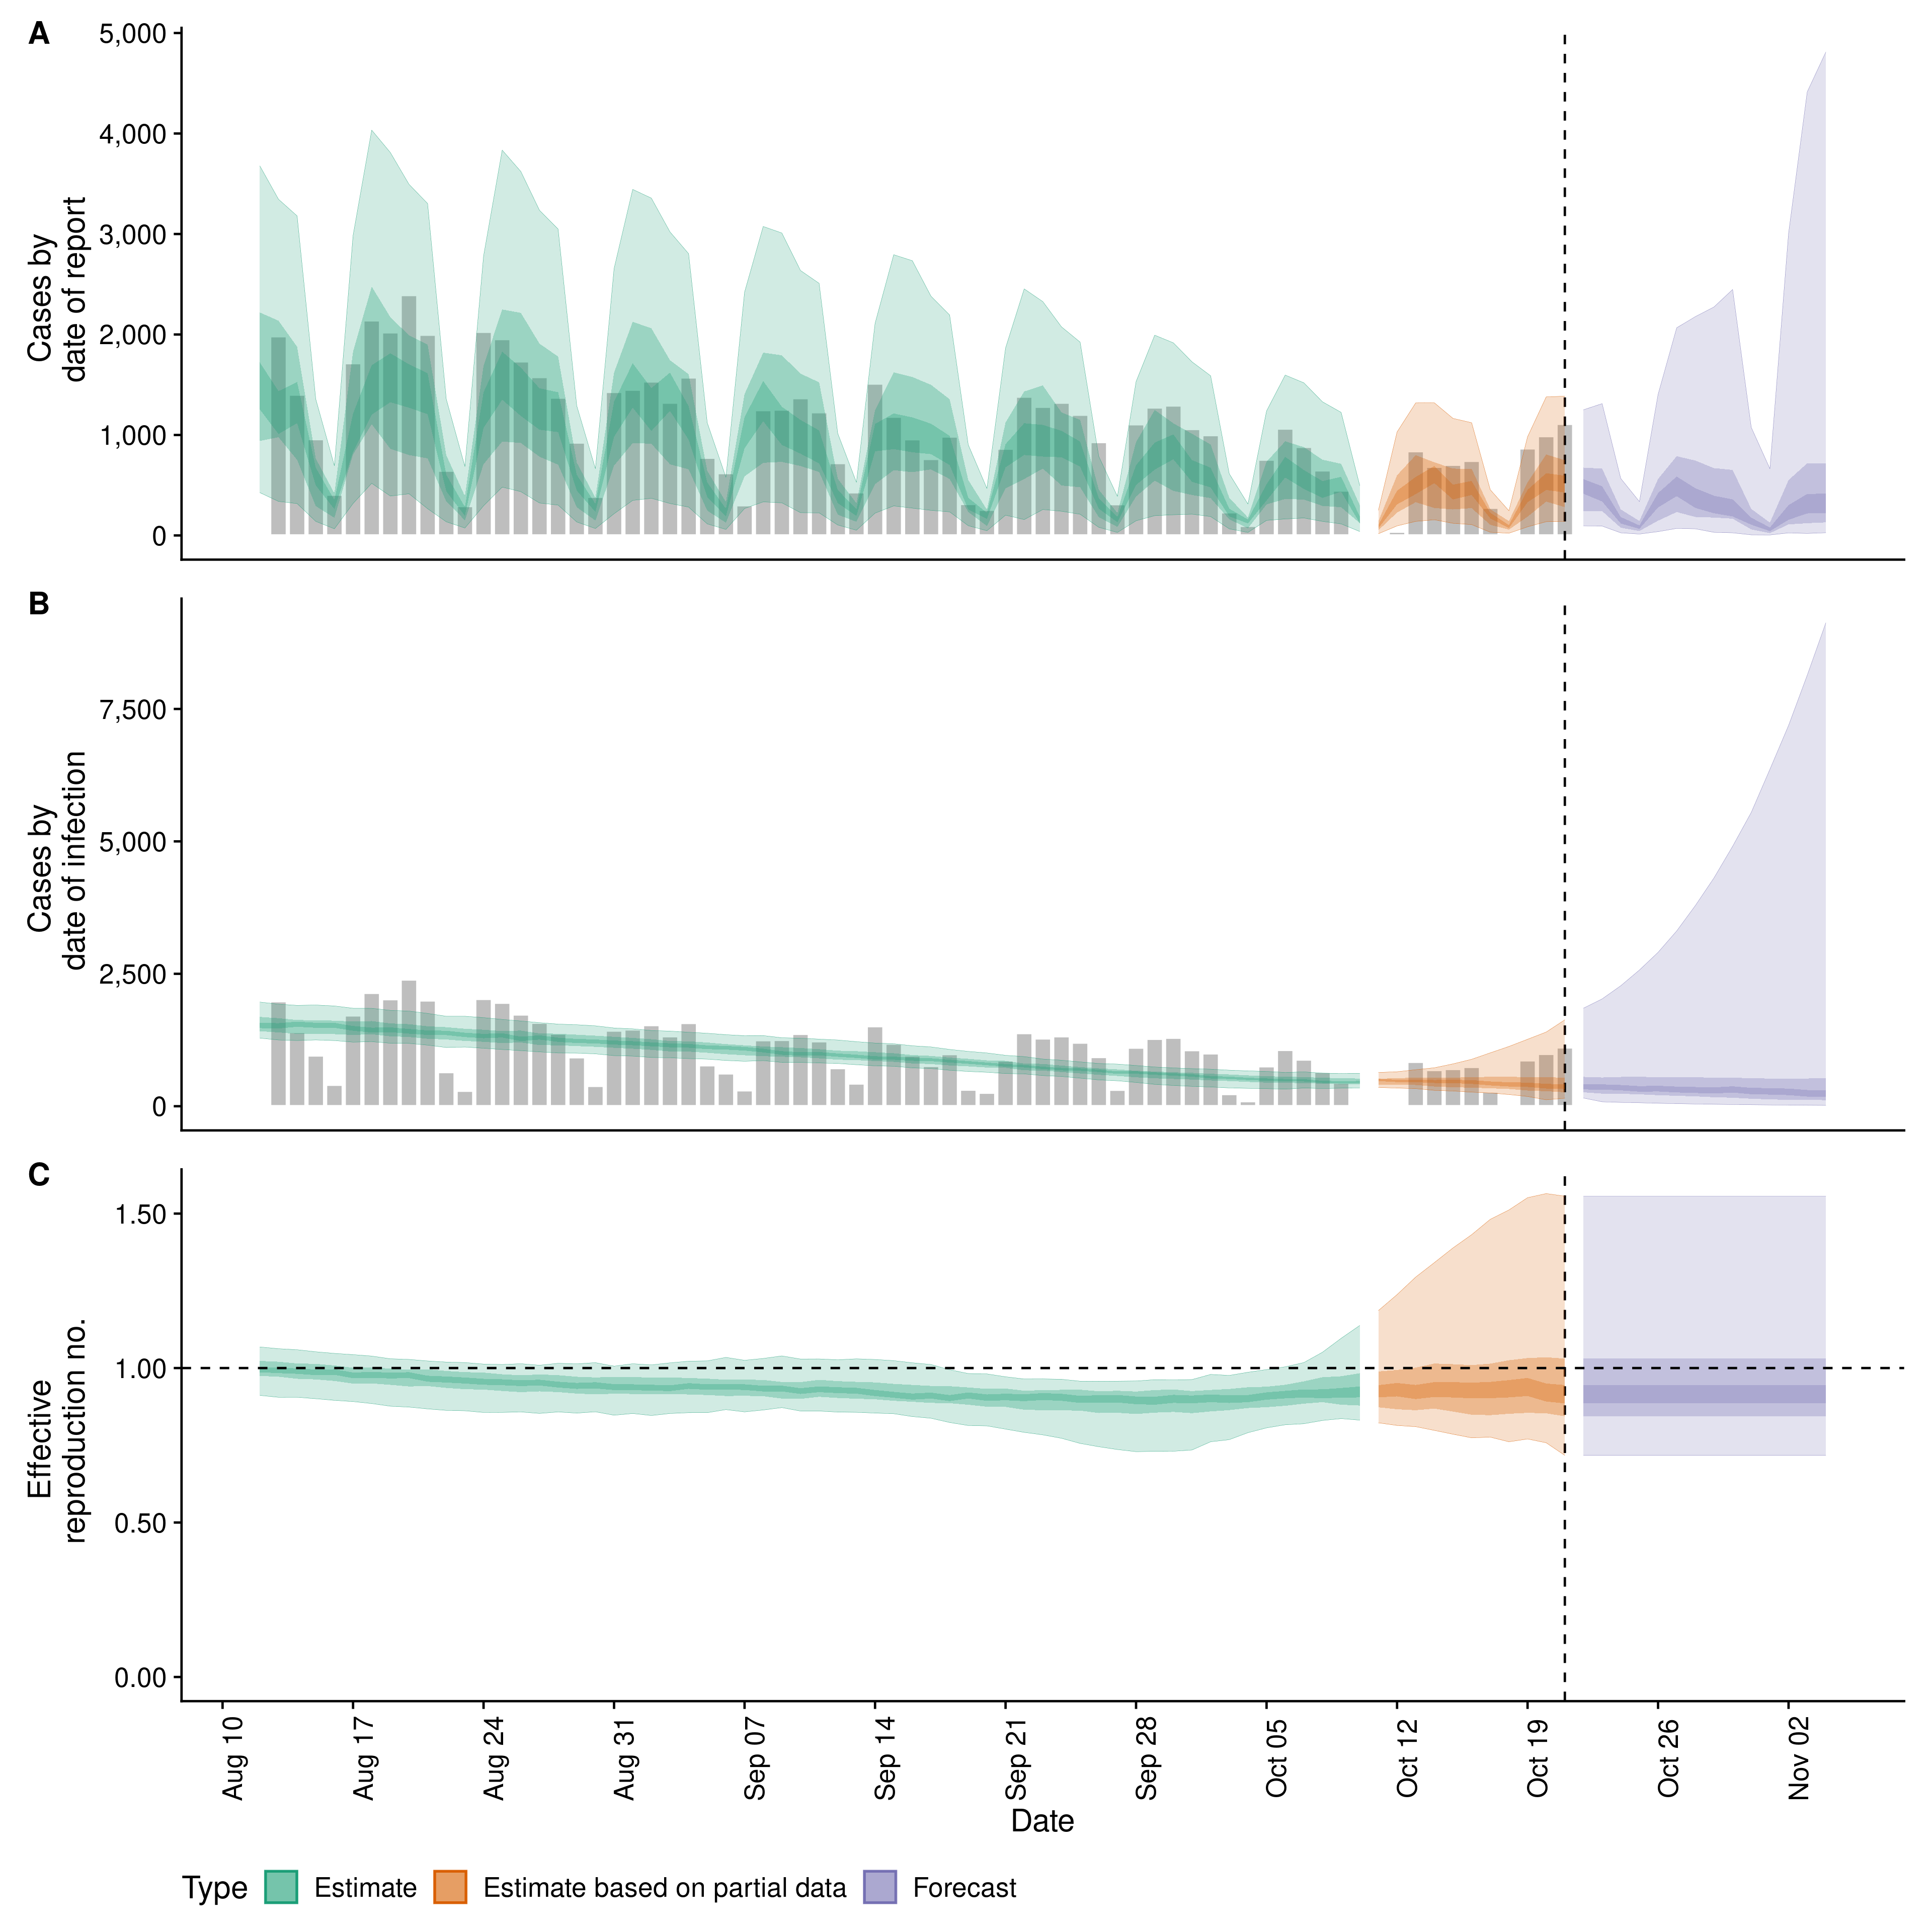 A
5,000
4,000
3,000
2,000
1,000
0
Cases by
date of report
B
7,500
5,000
2,500
0
Cases by
date of infection
C
1.50
1.00
0.50
0.00
Effective
reproduction no.
Aug 10
Aug 17
Aug 24
Aug 31
Sep 07
Sep 14
Sep 21
Sep 28
Oct 05
Oct 12
Oct 19
Oct 26
Nov 02
Date
Type Estimate Estimate based on partial data Forecast